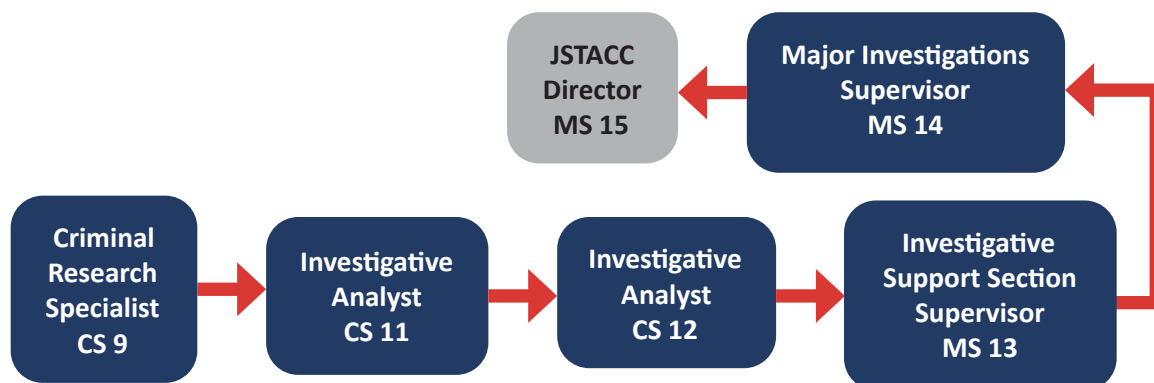 JSTACC
Director
MS 15
Major Investigations
Supervisor
MS 14
Criminal
Research
Specialist
CS 9
Investigative
Analyst
CS 11
Investigative
Analyst
CS 12
Investigative
Support Section
Supervisor
MS 13